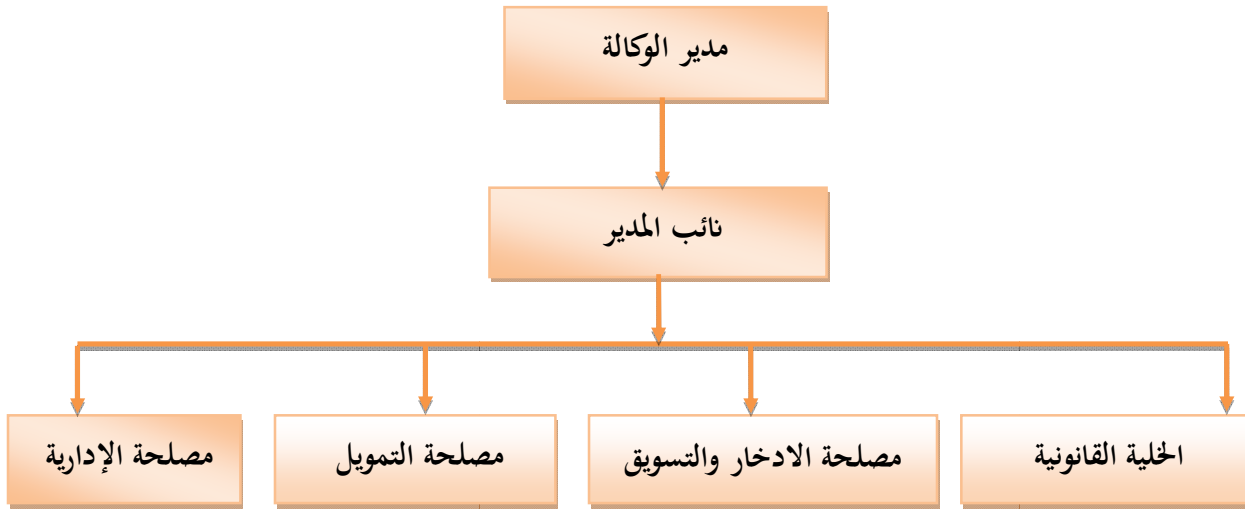 مدير الوكالة
نائب المدير
الخلية القانونية
مصلحة الادخار والتسويق
مصلحة التمويل
مصلحة الإدارية